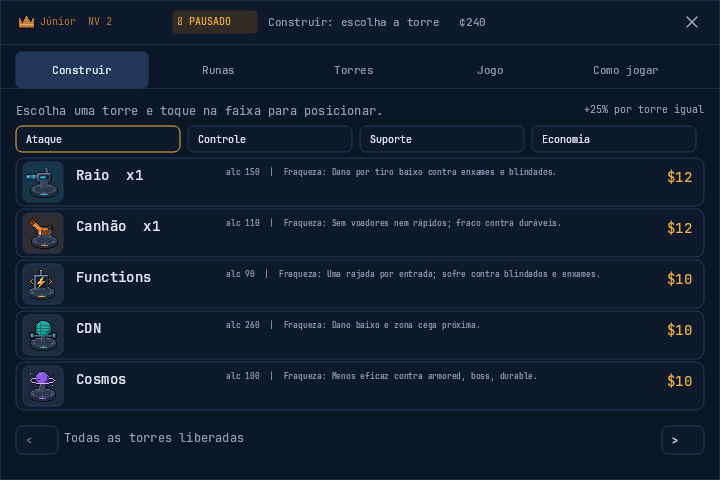 Júnior NV 2
PAUSADO
Construir: escolha a torre $240
Construir Runas Torres Jogo Como jogar
Escolha uma torre e toque na faixa para posicionar. +25% por torre igual
Ataque Controle Suporte Economia
Raio x1 alc 150 | Fraqueza: Dano por tiro baixo contra enxames e blindados. $12
Canhão x1 alc 110 | Fraqueza: Sem voadores nem rápidos; fraco contra duráveis. $12
Functions alc 90 | Fraqueza: Uma rajada por entrada; sofre contra blindados e enxames. $10
CDN alc 260 | Fraqueza: Dano baixo e zona cega próxima. $10
Cosmos alc 100 | Fraqueza: Menos eficaz contra armored, boss, durable. $10
< Todas as torres liberadas >